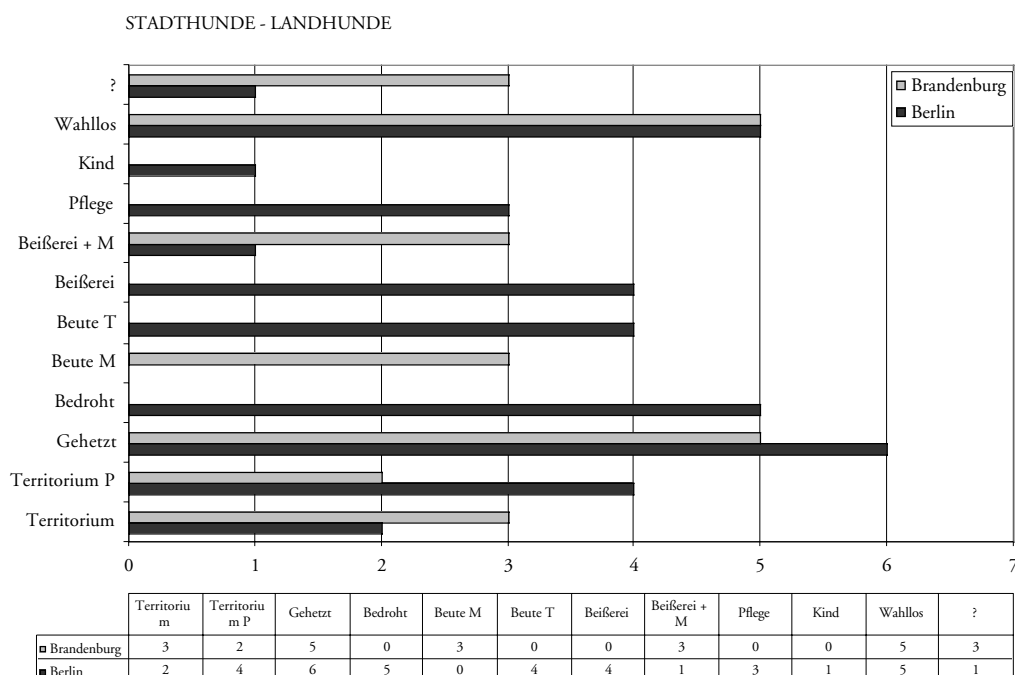 STADTHUNDE - LANDHUNDE
Brandenburg
Berlin
?
Wahllos
Kind
Pflege
Beißerei + M
Beißerei
Beute T
Beute M
Bedroht
Gehetzt
Territorium P
Territorium
0 1 2 3 4 5 6 7
Territoriu m Territoriu m P Gehetzt Bedroht Beute M Beute T Beißerei Beißerei + M Pflege Kind Wahllos ?
Brandenburg 3 2 5 0 3 0 0 3 0 0 5 3
Berlin 2 4 6 5 0 4 4 1 3 1 5 1